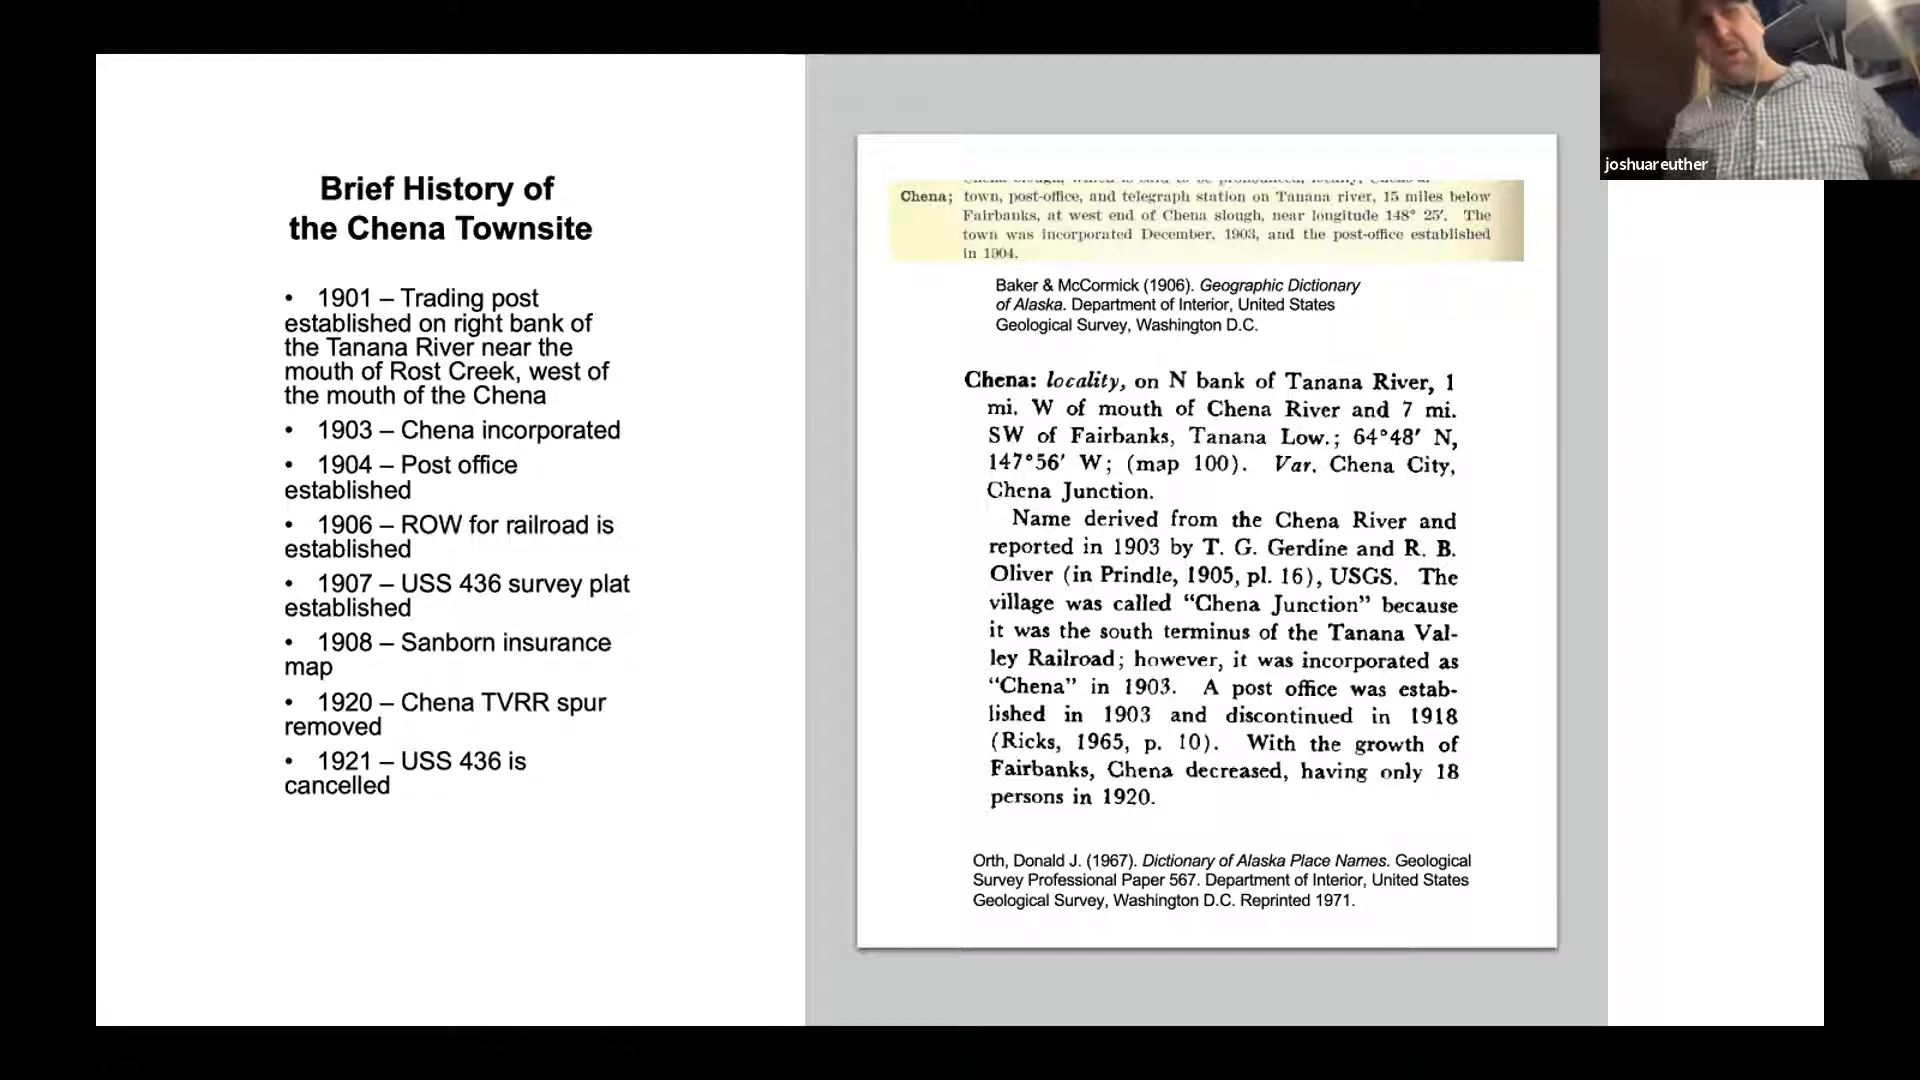 Brief History of
the Chena Townsite
• 1901 – Trading post
established on right bank of
the Tanana River near the
mouth of Rost Creek, west of
the mouth of the Chena
• 1903 – Chena incorporated
• 1904 – Post office
established
• 1906 – ROW for railroad is
established
• 1907 – USS 436 survey plat
established
• 1908 – Sanborn insurance
map
• 1920 – Chena TVRR spur
removed
• 1921 – USS 436 is
cancelled
Chena; town, post-office, and telegraph station on Tanana river, 15 miles below
Fairbanks, at west end of Chena slough, near longitude 148° 25′. The
town was incorporated December, 1903, and the post-office established
in 1904.
Baker & McCormick (1906). Geographic Dictionary
of Alaska. Department of Interior, United States
Geological Survey, Washington D.C.
Chena: locality, on N bank of Tanana River, 1
mi. W of mouth of Chena River and 7 mi.
SW of Fairbanks, Tanana Low.; 64°48′ N,
147°56′ W; (map 100). Var. Chena City,
Chena Junction.
Name derived from the Chena River and
reported in 1903 by T. G. Gerdine and R. B.
Oliver (in Prindle, 1905, pl. 16), USGS. The
village was called “Chena Junction” because
it was the south terminus of the Tanana Val-
ley Railroad; however, it was incorporated as
“Chena” in 1903. A post office was estab-
lished in 1903 and discontinued in 1918
(Ricks, 1965, p. 10). With the growth of
Fairbanks, Chena decreased, having only 18
persons in 1920.
Orth, Donald J. (1967). Dictionary of Alaska Place Names. Geological
Survey Professional Paper 567. Department of Interior, United States
Geological Survey, Washington D.C. Reprinted 1971.
joshuareuther